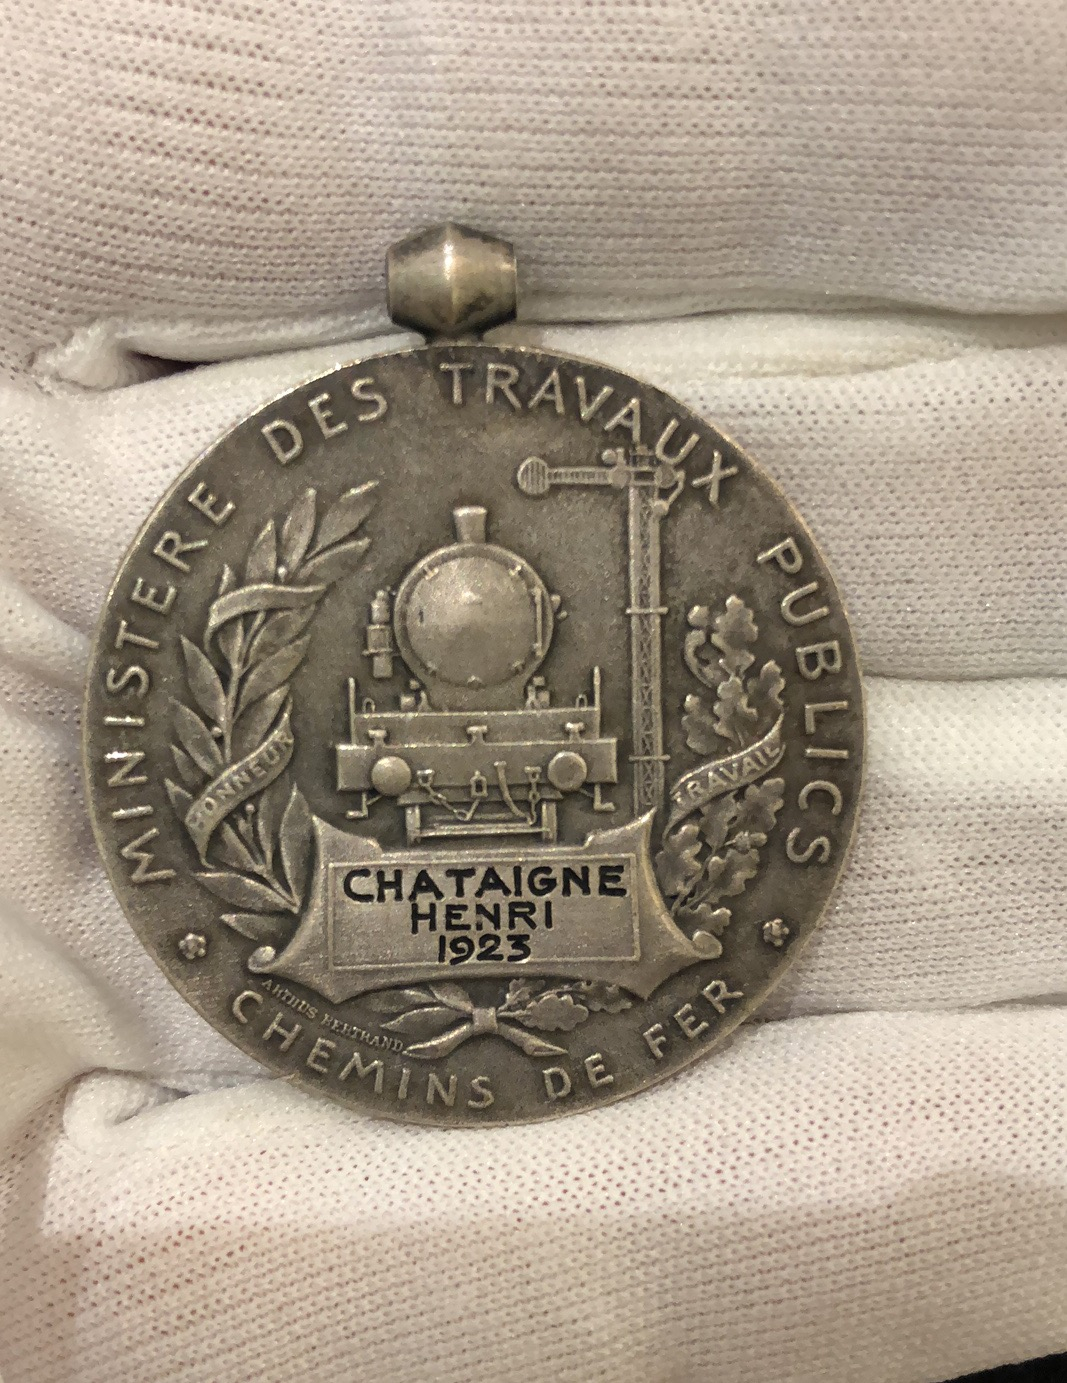 MINISTERE DES TRAVAUX PUBLICS
HONNEUR
TRAVAIL
CHATAIGNE
HENRI
1923
ARTHUS BERTRAND
CHEMINS DE FER